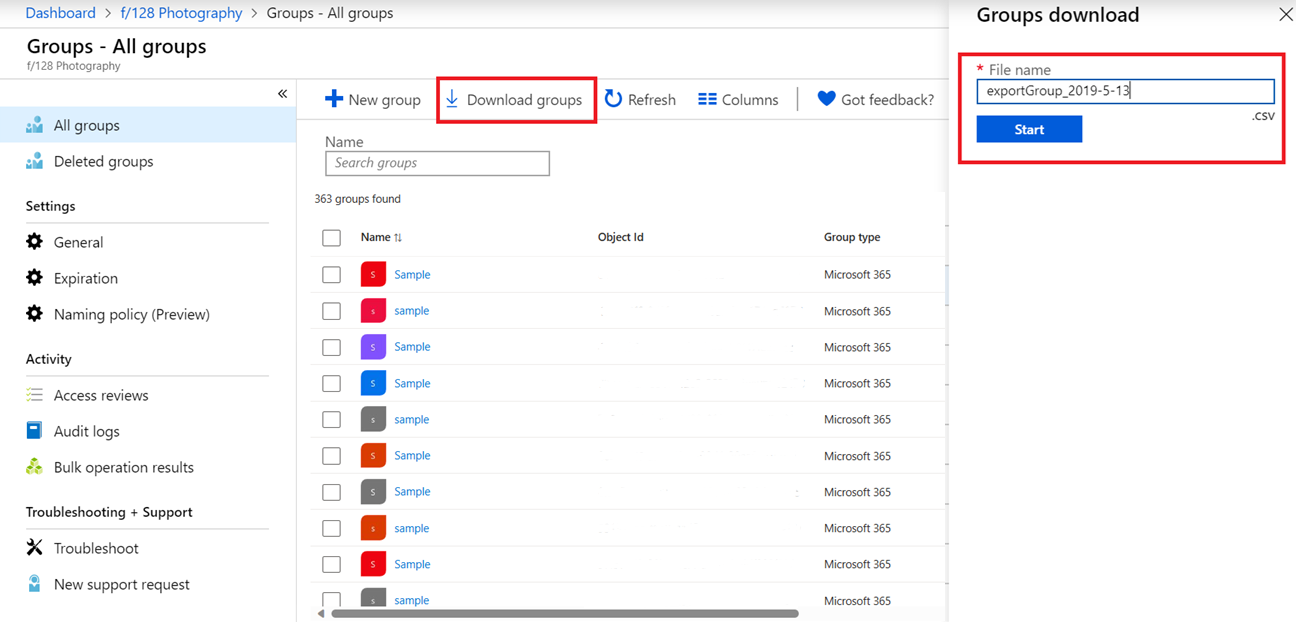 Dashboard > f/128 Photography > Groups - All groups
Groups - All groups
f/128 Photography
«
All groups
Deleted groups
Settings
General
Expiration
Naming policy (Preview)
Activity
Access reviews
Audit logs
Bulk operation results
Troubleshooting + Support
Troubleshoot
New support request
New group Download groups Refresh Columns Got feedback?
Name
Search groups
363 groups found
Name Object Id Group type
S Sample Microsoft 365
s sample Microsoft 365
S Sample Microsoft 365
S Sample Microsoft 365
s sample Microsoft 365
S Sample Microsoft 365
S Sample Microsoft 365
s sample Microsoft 365
S Sample Microsoft 365
s sample Microsoft 365
Groups download
* File name
exportGroup_2019-5-13
.csv
Start